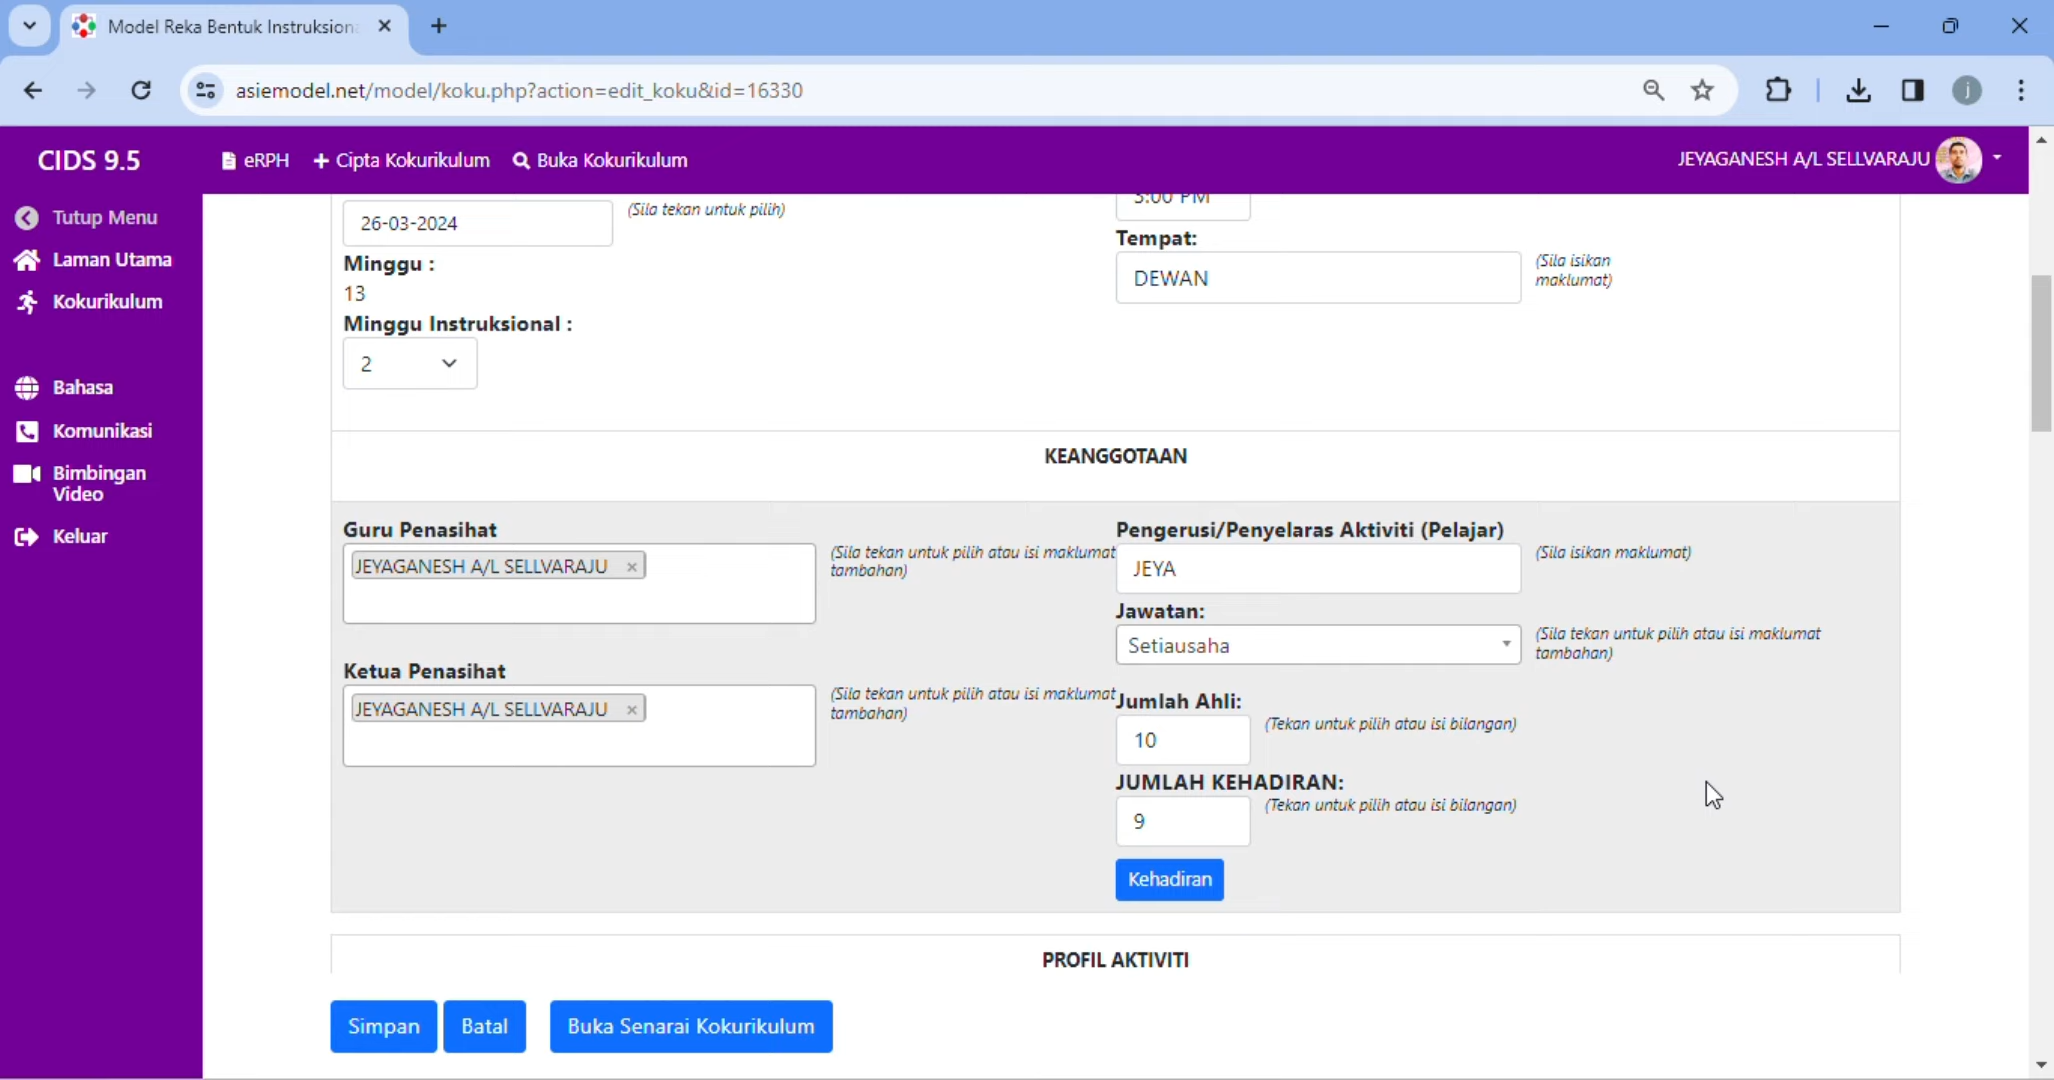 Model Reka Bentuk Instruksion
asiemodel.net/model/koku.php?action=edit_koku&id=16330
j
CIDS 9.5
eRPH
Cipta Kokurikulum
Buka Kokurikulum
JEYAGANESH A/L SELLVARAJU
Tutup Menu
Laman Utama
Kokurikulum
Bahasa
Komunikasi
Bimbingan
Video
Keluar
26-03-2024
(Sila tekan untuk pilih)
Minggu :
13
Minggu Instruksional :
2
3:00 PM
Tempat:
DEWAN
(Sila isikan
maklumat)
KEANGGOTAAN
Guru Penasihat
JEYAGANESH A/L SELLVARAJU ×
(Sila tekan untuk pilih atau isi maklumat
tambahan)
Ketua Penasihat
JEYAGANESH A/L SELLVARAJU ×
(Sila tekan untuk pilih atau isi maklumat
tambahan)
Pengerusi/Penyelaras Aktiviti (Pelajar)
JEYA
(Sila isikan maklumat)
Jawatan:
Setiausaha
(Sila tekan untuk pilih atau isi maklumat
tambahan)
Jumlah Ahli:
10
(Tekan untuk pilih atau isi bilangan)
JUMLAH KEHADIRAN:
9
(Tekan untuk pilih atau isi bilangan)
Kehadiran
PROFIL AKTIVITI
Simpan
Batal
Buka Senarai Kokurikulum